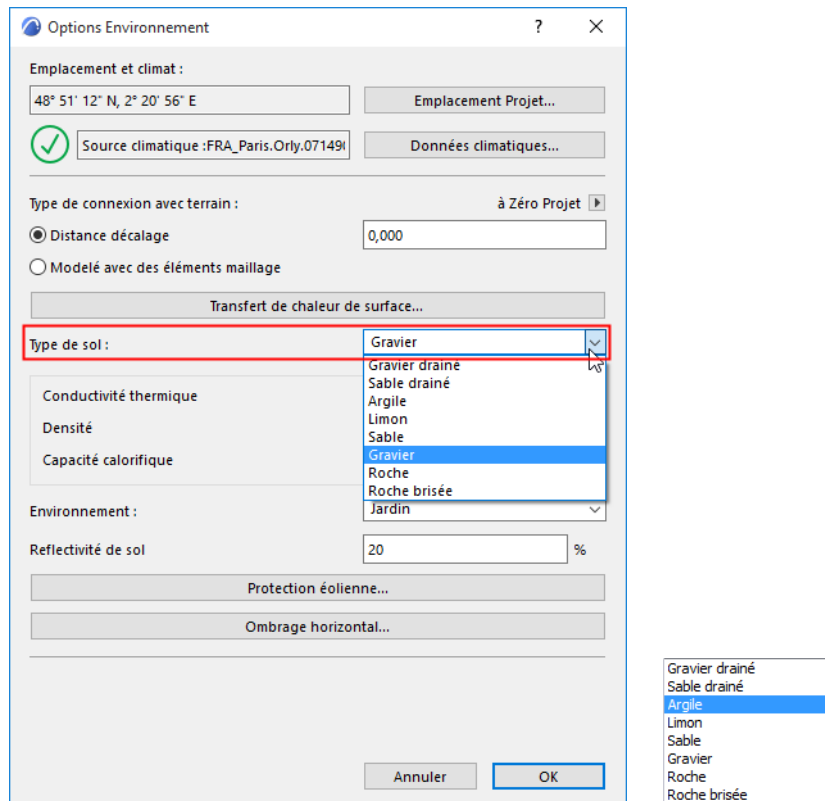 Options Environnement ? ×
Emplacement et climat :
48° 51' 12" N, 2° 20' 56" E Emplacement Projet...
Source climatique :FRA_Paris.Orly.07149 Données climatiques...
Type de connexion avec terrain : à Zéro Projet
Distance décalage 0,000
Modelé avec des éléments maillage
Transfert de chaleur de surface...
Type de sol : Gravier
Gravier drainé
Sable drainé
Conductivité thermique Argile
Limon
Densité Sable
Gravier
Capacité calorifique Roche
Roche brisée
Environnement : Jardin
Reflectivité de sol 20 %
Protection éolienne...
Ombrage horizontal...
Annuler OK
Gravier drainé
Sable drainé
Argile
Limon
Sable
Gravier
Roche
Roche brisée